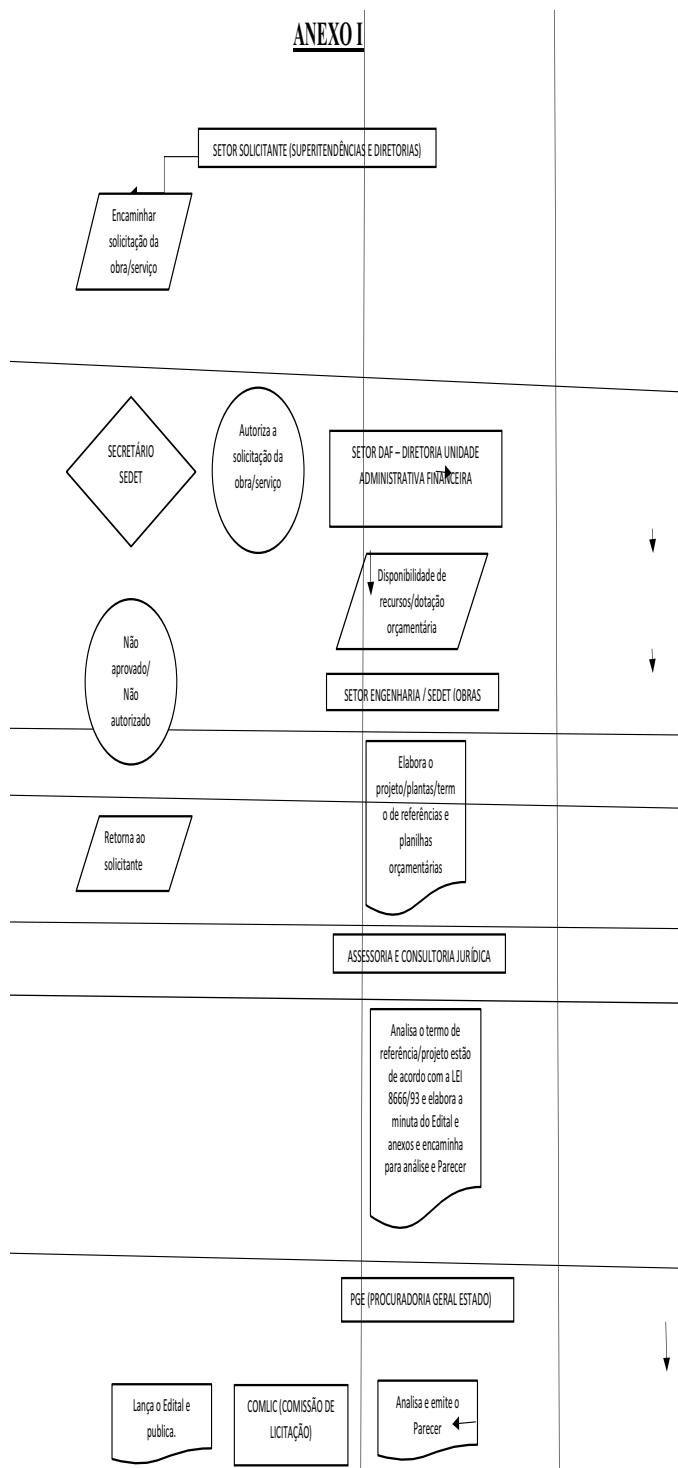 ANEXO I
SETOR SOLICITANTE (SUPERITENDÊNCIAS E DIRETORIAS)
Encaminhar
solicitação da
obra/serviço
SECRETÁRIO
SEDET
Autoriza a
solicitação da
obra/serviço
SETOR DAF – DIRETORIA UNIDADE
ADMINISTRATIVA FINANCEIRA
Disponibilidade de
recursos/dotação
orçamentária
Não
aprovado/
Não
autorizado
SETOR ENGENHARIA / SEDET (OBRAS
Elabora o
projeto/plantas/term
o de referências e
planilhas
orçamentárias
Retorna ao
solicitante
ASSESSORIA E CONSULTORIA JURÍDICA
Analisa o termo de
referência/projeto estão
de acordo com a LEI
8666/93 e elabora a
minuta do Edital e
anexos e encaminha
para análise e Parecer
PGE (PROCURADORIA GERAL ESTADO)
Lança o Edital e
publica.
COMLIC (COMISSÃO DE
LICITAÇÃO)
Analisa e emite o
Parecer